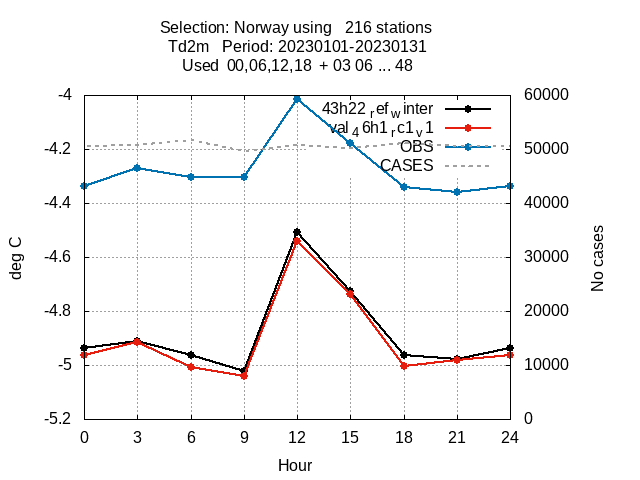 Selection: Norway using   216 stations
Td2m   Period: 20230101-20230131
Used  00,06,12,18  + 03 06 ... 48
-4
-4.2
-4.4
-4.6
-4.8
-5
-5.2
60000
50000
40000
30000
20000
10000
0
43h22_ref_winter
val_46h1_rc1_v1
OBS
CASES
deg C
No cases
0 3 6 9 12 15 18 21 24
Hour